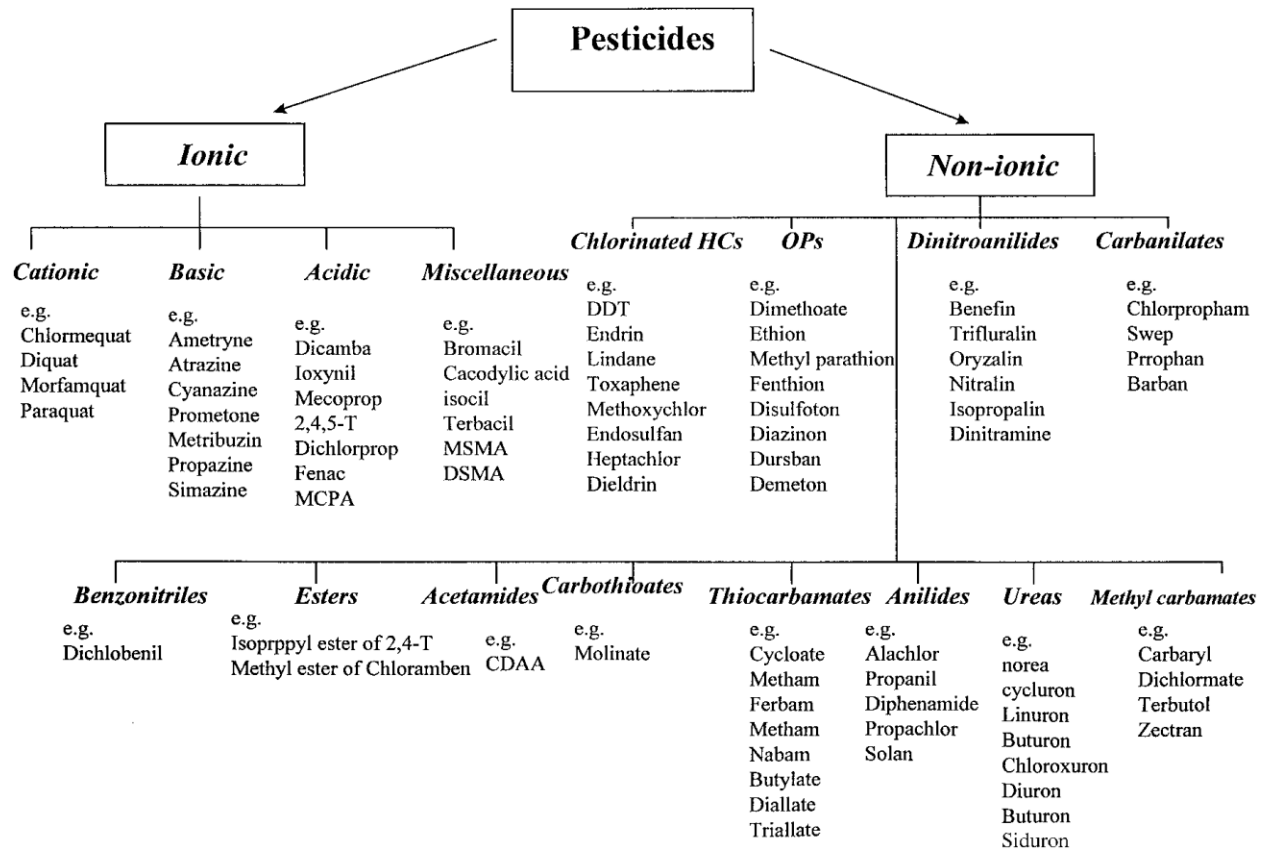 Pesticides
Ionic
Non-ionic
Cationic
e.g.
Chlormequat
Diquat
Morfamquat
Paraquat
Basic
e.g.
Ametryne
Atrazine
Cyanazine
Prometone
Metribuzin
Propazine
Simazine
Acidic
e.g.
Dicamba
Ioxynil
Mecoprop
2,4,5-T
Dichlorprop
Fenac
MCPA
Miscellaneous
e.g.
Bromacil
Cacodylic acid
isocil
Terbacil
MSMA
DSMA
Chlorinated HCs
e.g.
DDT
Endrin
Lindane
Toxaphene
Methoxychlor
Endosulfan
Heptachlor
Dieldrin
OPs
e.g.
Dimethoate
Ethion
Methyl parathion
Fenthion
Disulfoton
Diazinon
Dursban
Demeton
Dinitroanilides
e.g.
Benefin
Trifluralin
Oryzalin
Nitralin
Isopropalin
Dinitramine
Carbanilates
e.g.
Chlorpropham
Swep
Prrophan
Barban
Benzonitriles
e.g.
Dichlobenil
Esters
e.g.
Isoprppyl ester of 2,4-T
Methyl ester of Chloramben
Acetamides
e.g.
CDAA
Carbothioates
e.g.
Molinate
Thiocarbamates
e.g.
Cycloate
Metham
Ferbam
Metham
Nabam
Butylate
Diallate
Triallate
Anilides
e.g.
Alachlor
Propanil
Diphenamide
Propachlor
Solan
Ureas
e.g.
norea
cycluron
Linuron
Buturon
Chloroxuron
Diuron
Buturon
Siduron
Methyl carbamates
e.g.
Carbaryl
Dichlormate
Terbutol
Zectran